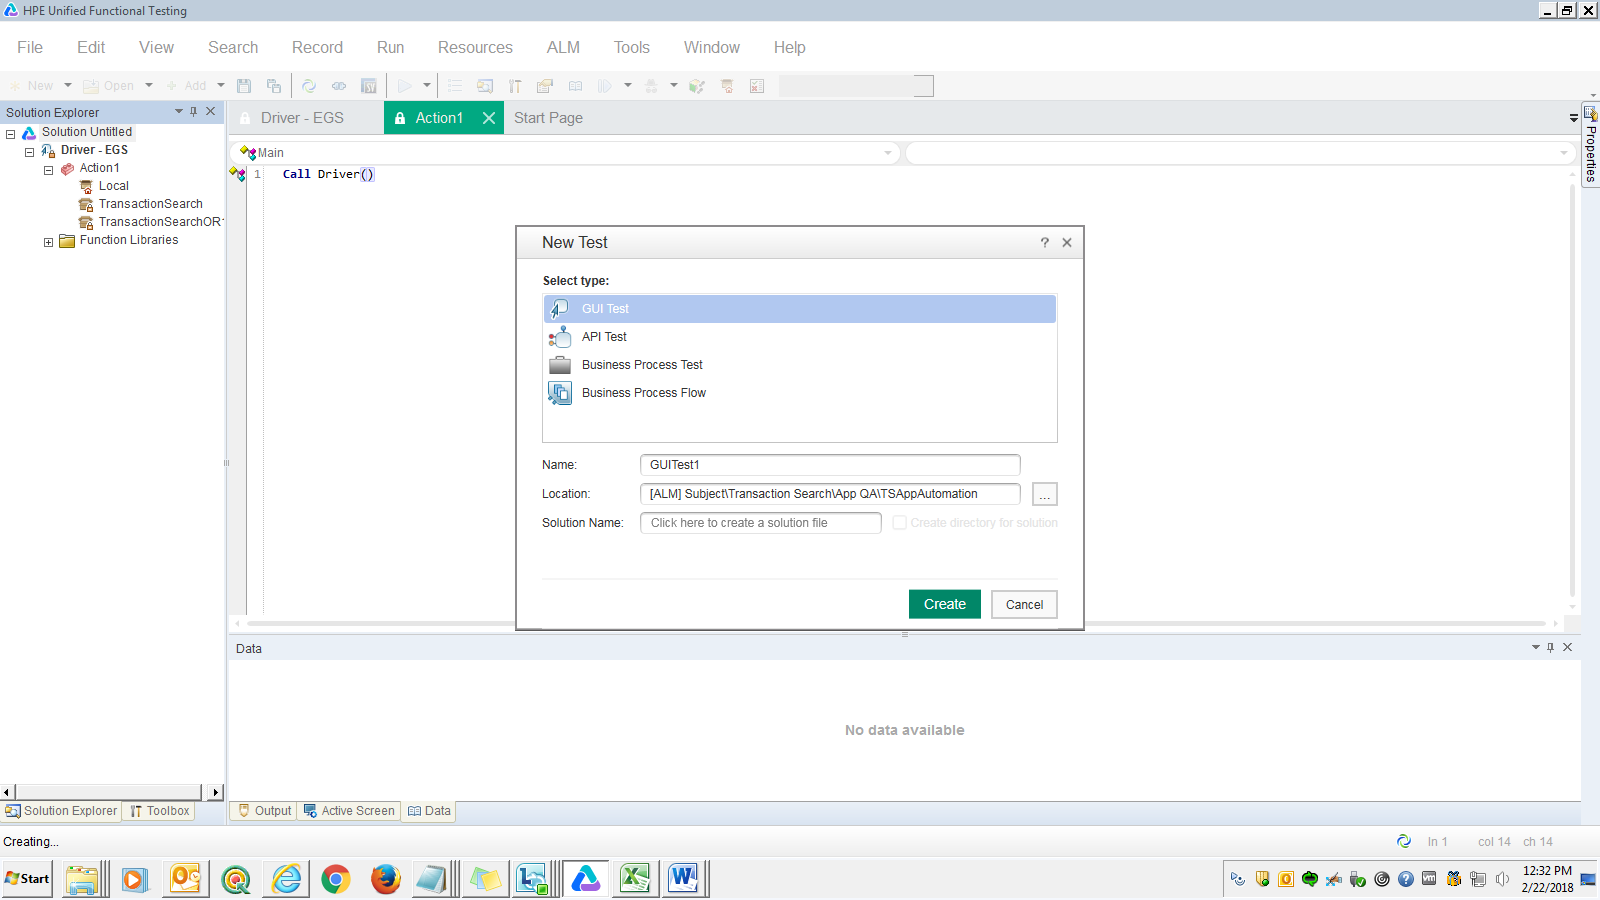 HPE Unified Functional Testing
File Edit View Search Record Run Resources ALM Tools Window Help
New Open Add
Solution Explorer
Solution Untitled
Driver - EGS
Action1
Local
TransactionSearch
TransactionSearchOR
Function Libraries
Driver - EGS Action1 Start Page
Main
1 Call Driver()
Properties
New Test
Select type:
GUI Test
API Test
Business Process Test
Business Process Flow
Name: GUITest1
Location: [ALM] Subject\Transaction Search\App QA\TSAppAutomation ...
Solution Name: Click here to create a solution file Create directory for solution
Create Cancel
Data
No data available
Solution Explorer Toolbox Output Active Screen Data
Creating... ln 1 col 14 ch 14
Start
12:32 PM
2/22/2018